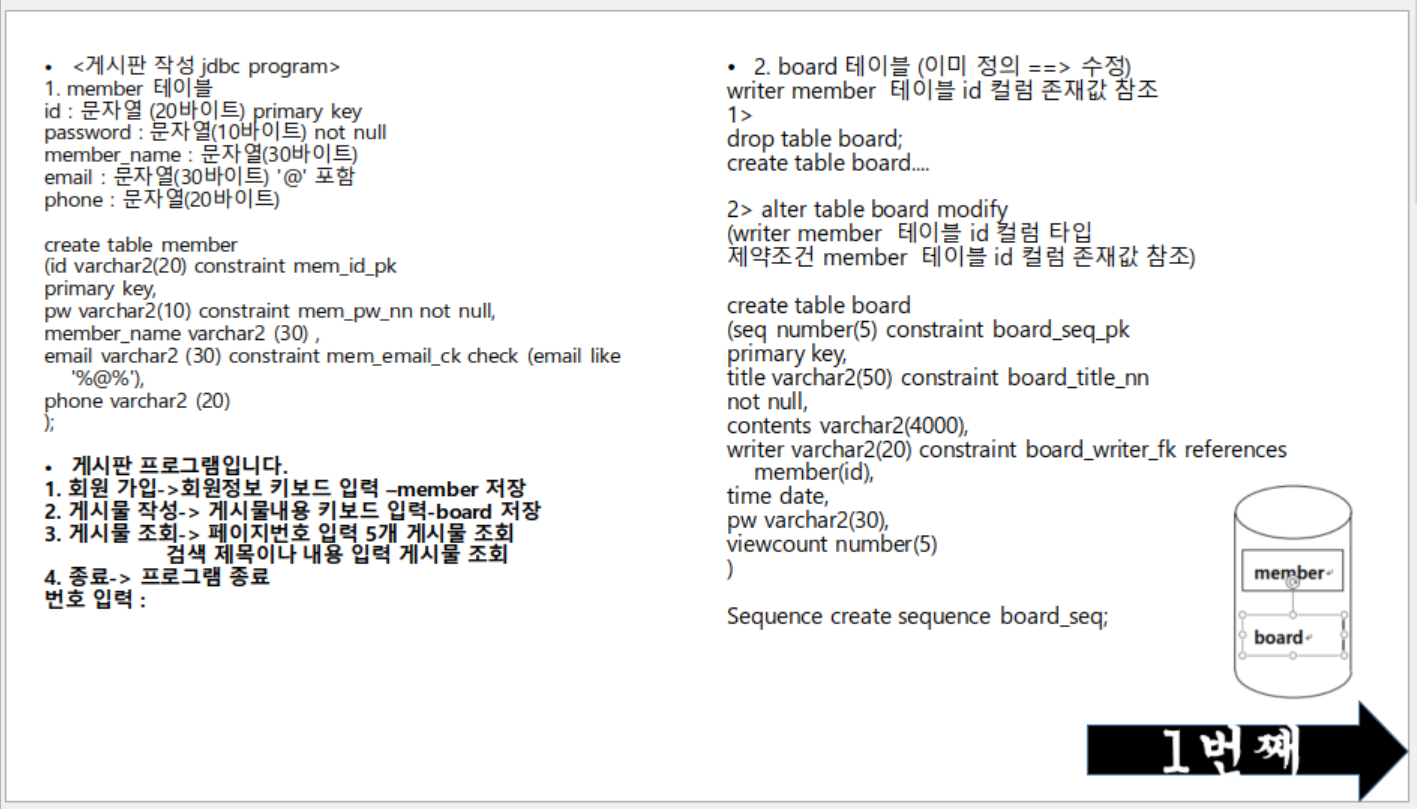 • <게시판 작성 jdbc program>
1. member 테이블
id : 문자열 (20바이트) primary key
password : 문자열(10바이트) not null
member_name : 문자열(30바이트)
email : 문자열(30바이트) '@' 포함
phone : 문자열(20바이트)
create table member
(id varchar2(20) constraint mem_id_pk
primary key,
pw varchar2(10) constraint mem_pw_nn not null,
member_name varchar2 (30) ,
email varchar2 (30) constraint mem_email_ck check (email like
'%@%'),
phone varchar2 (20)
);
• 게시판 프로그램입니다.
1. 회원 가입->회원정보 키보드 입력 –member 저장
2. 게시물 작성-> 게시물내용 키보드 입력-board 저장
3. 게시물 조회-> 페이지번호 입력 5개 게시물 조회
검색 제목이나 내용 입력 게시물 조회
4. 종료-> 프로그램 종료
번호 입력 :
• 2. board 테이블 (이미 정의 ==> 수정)
writer member 테이블 id 컬럼 존재값 참조
1>
drop table board;
create table board....
2> alter table board modify
(writer member 테이블 id 컬럼 타입
제약조건 member 테이블 id 컬럼 존재값 참조)
create table board
(seq number(5) constraint board_seq_pk
primary key,
title varchar2(50) constraint board_title_nn
not null,
contents varchar2(4000),
writer varchar2(20) constraint board_writer_fk references
member(id),
time date,
pw varchar2(30),
viewcount number(5)
)
Sequence create sequence board_seq;
member
board
1번째